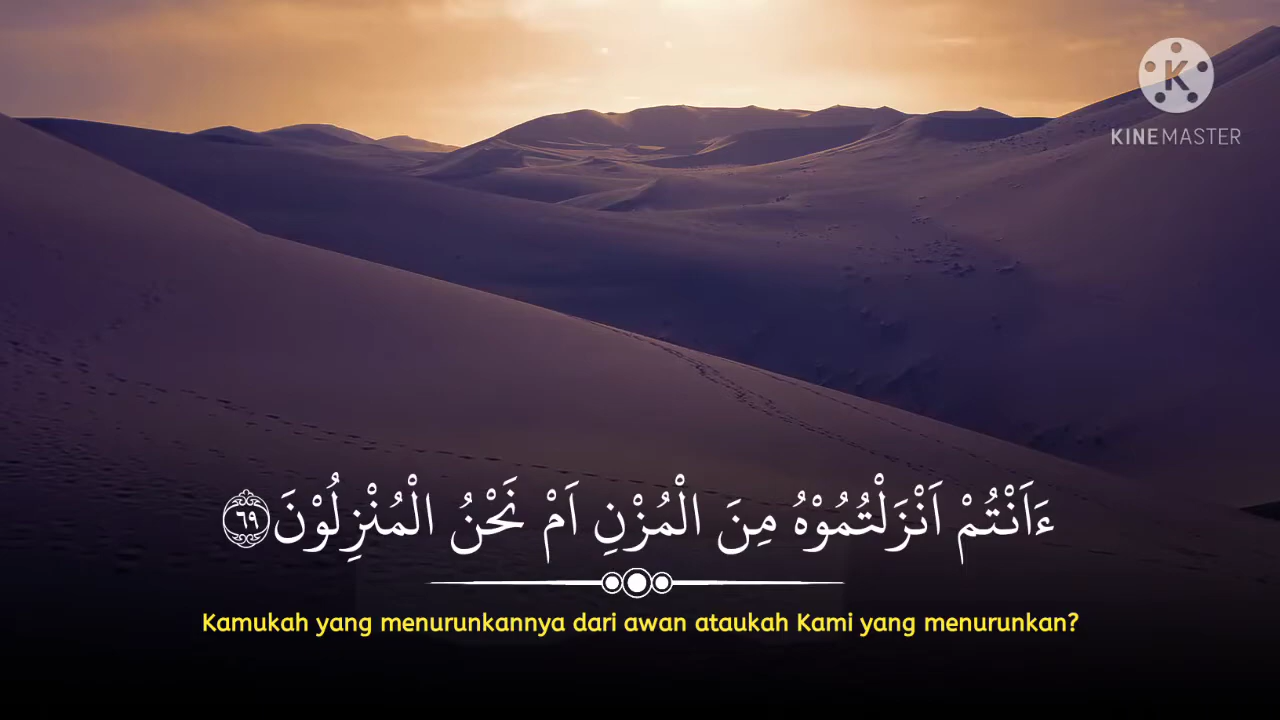 KINEMASTER
ءَاَنْتُمْ اَنْزَلْتُمُوْهُ مِنَ الْمُزْنِ اَمْ نَحْنُ الْمُنْزِلُوْنَ ٦٩
Kamukah yang menurunkannya dari awan ataukah Kami yang menurunkan?